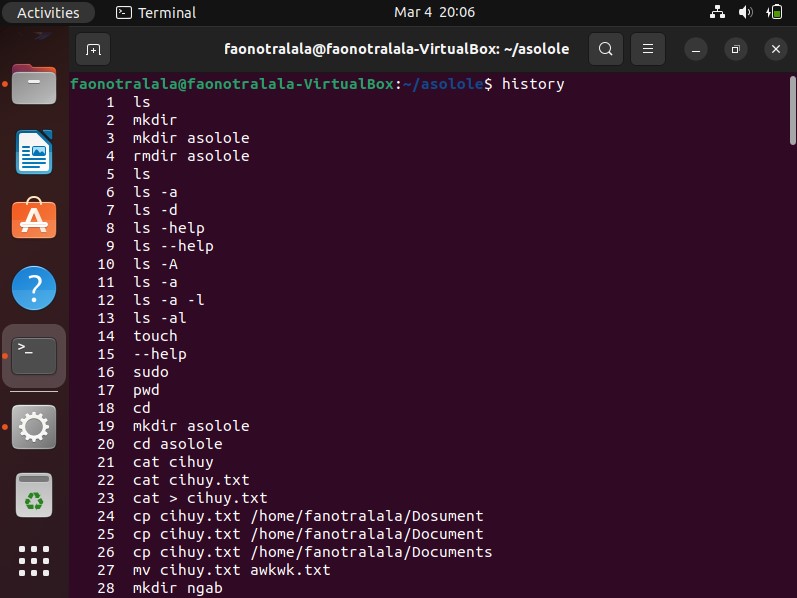 Activities
Terminal
Mar 4 20:06
faonotralala@faonotralala-VirtualBox: ~/asolole
faonotralala@faonotralala-VirtualBox:~/asolole$ history
1 ls
2 mkdir
3 mkdir asolole
4 rmdir asolole
5 ls
6 ls -a
7 ls -d
8 ls -help
9 ls --help
10 ls -A
11 ls -a
12 ls -a -l
13 ls -al
14 touch
15 --help
16 sudo
17 pwd
18 cd
19 mkdir asolole
20 cd asolole
21 cat cihuy
22 cat cihuy.txt
23 cat > cihuy.txt
24 cp cihuy.txt /home/fanotralala/Dosument
25 cp cihuy.txt /home/fanotralala/Document
26 cp cihuy.txt /home/fanotralala/Documents
27 mv cihuy.txt awkwk.txt
28 mkdir ngab